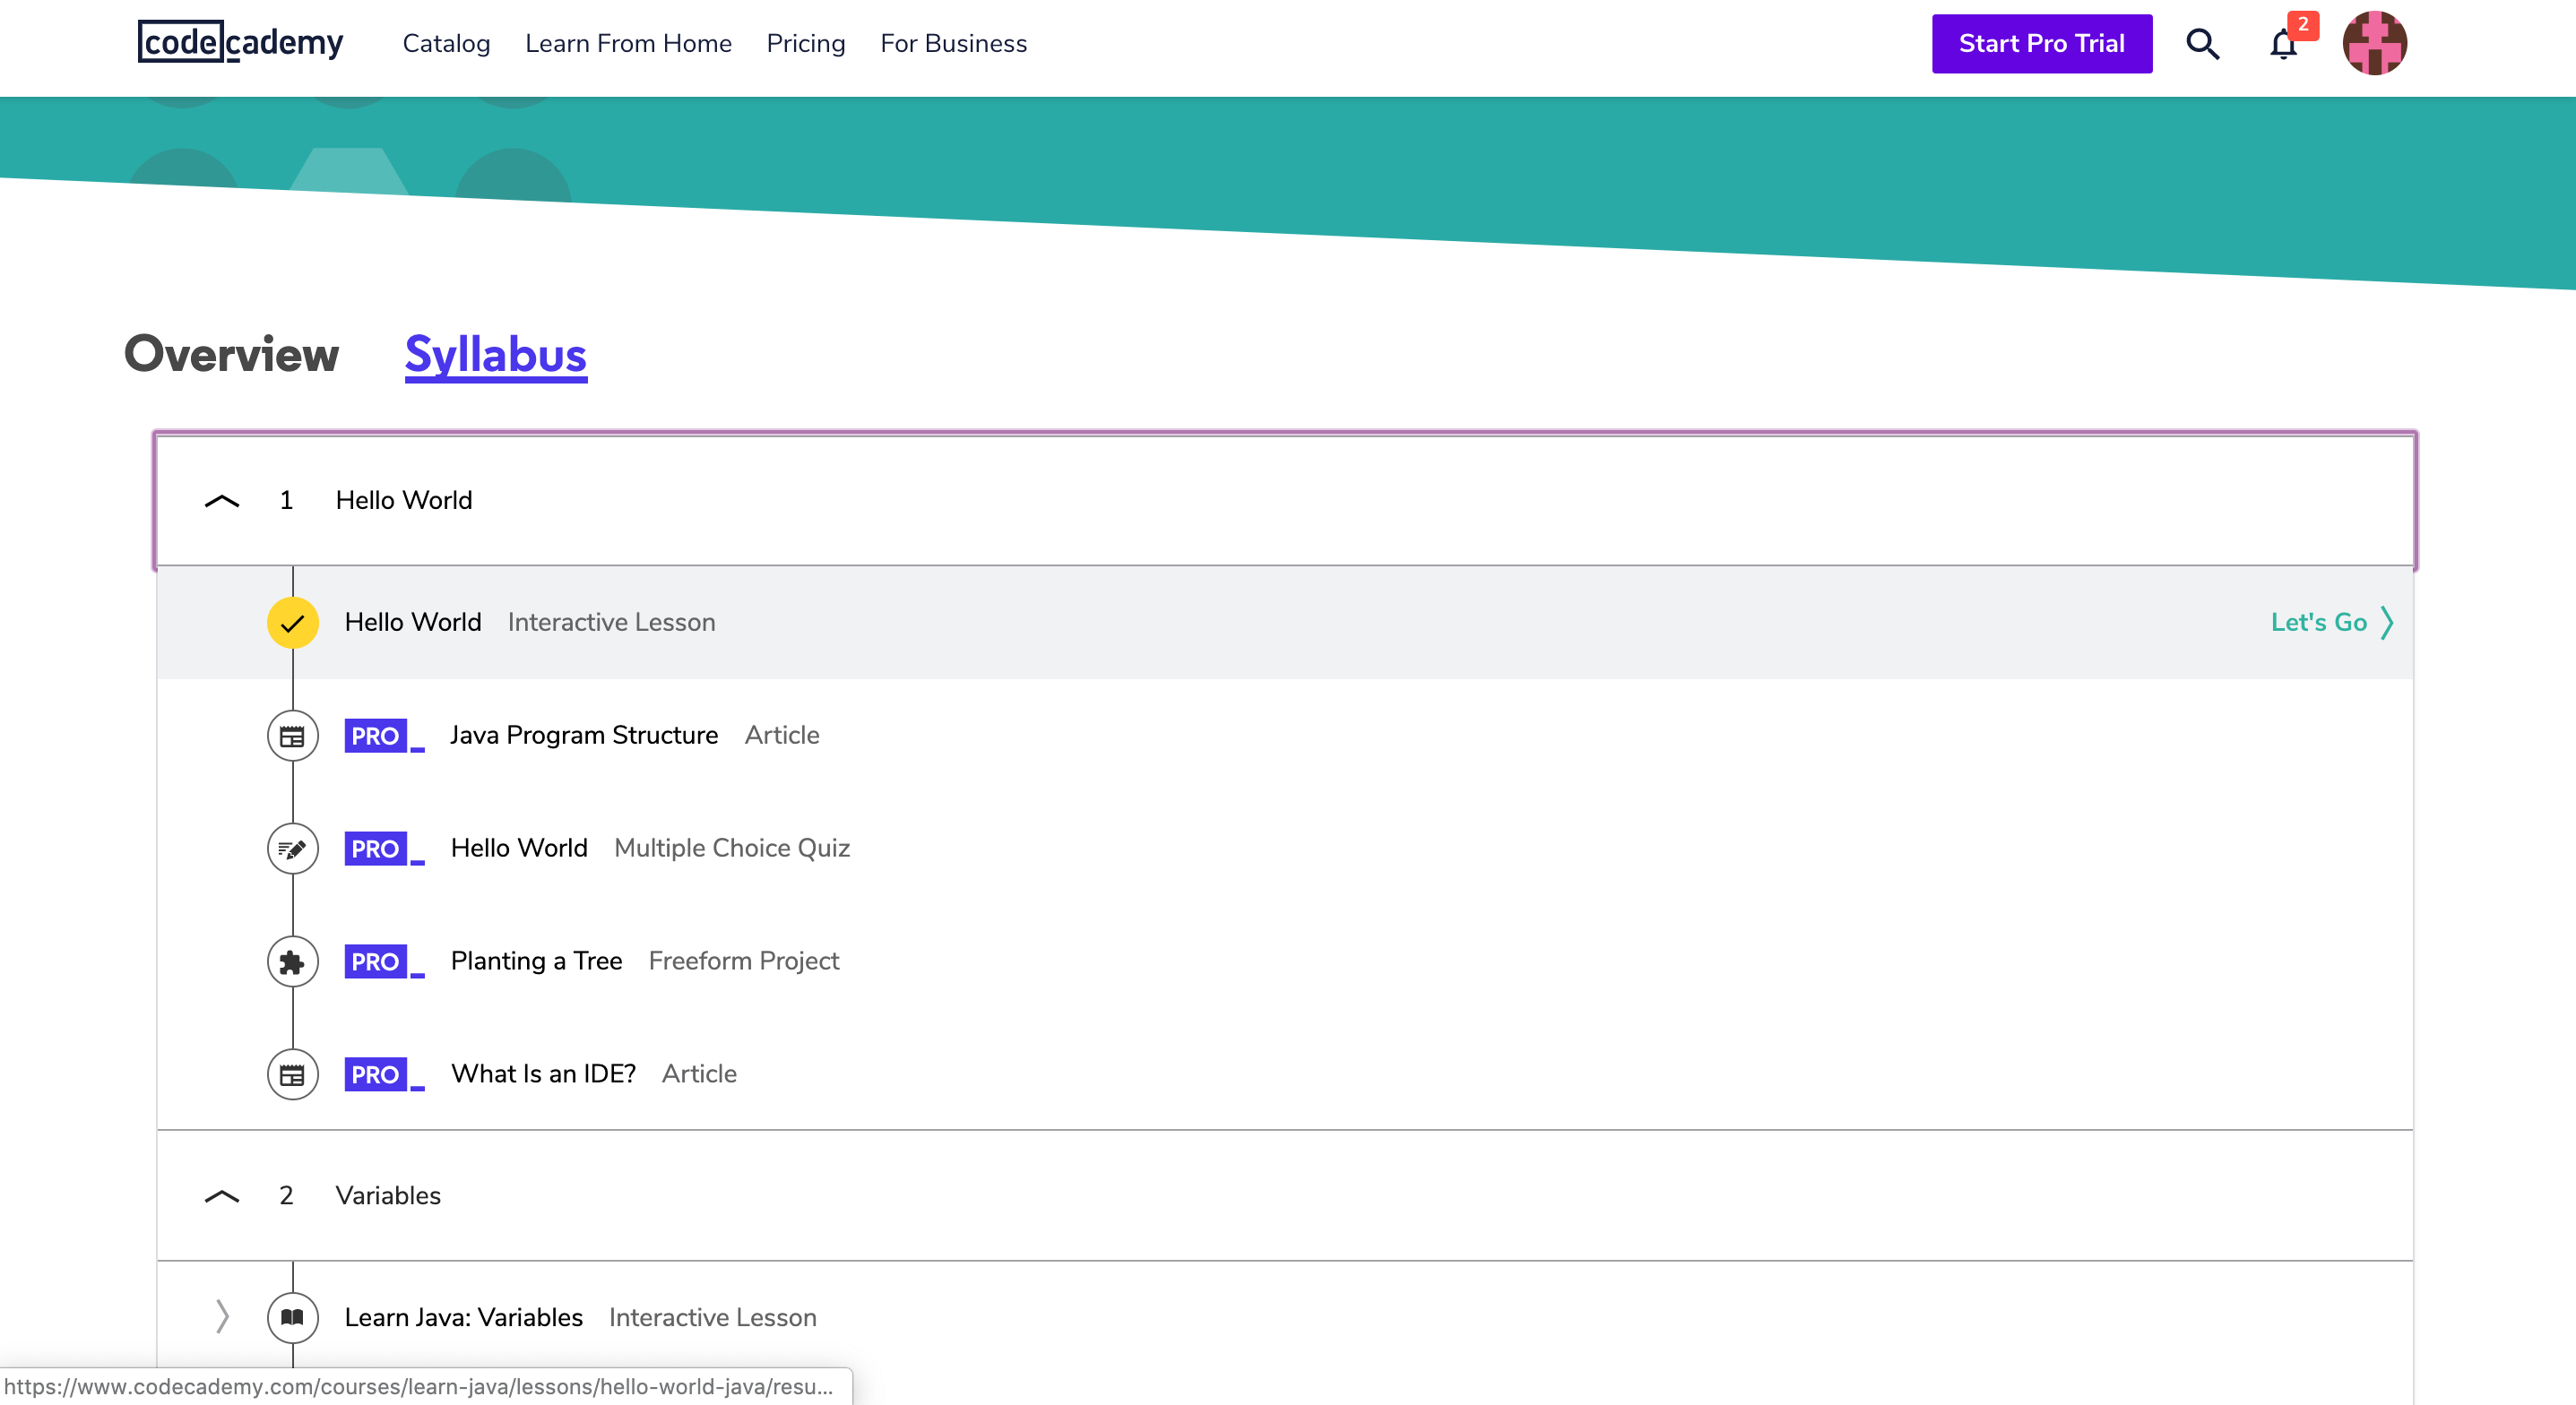 codecademy Catalog Learn From Home Pricing For Business Start Pro Trial 2
Overview Syllabus
1 Hello World
Hello World Interactive Lesson Let's Go
PRO Java Program Structure Article
PRO Hello World Multiple Choice Quiz
PRO Planting a Tree Freeform Project
PRO What Is an IDE? Article
2 Variables
Learn Java: Variables Interactive Lesson
https://www.codecademy.com/courses/learn-java/lessons/hello-world-java/resu...